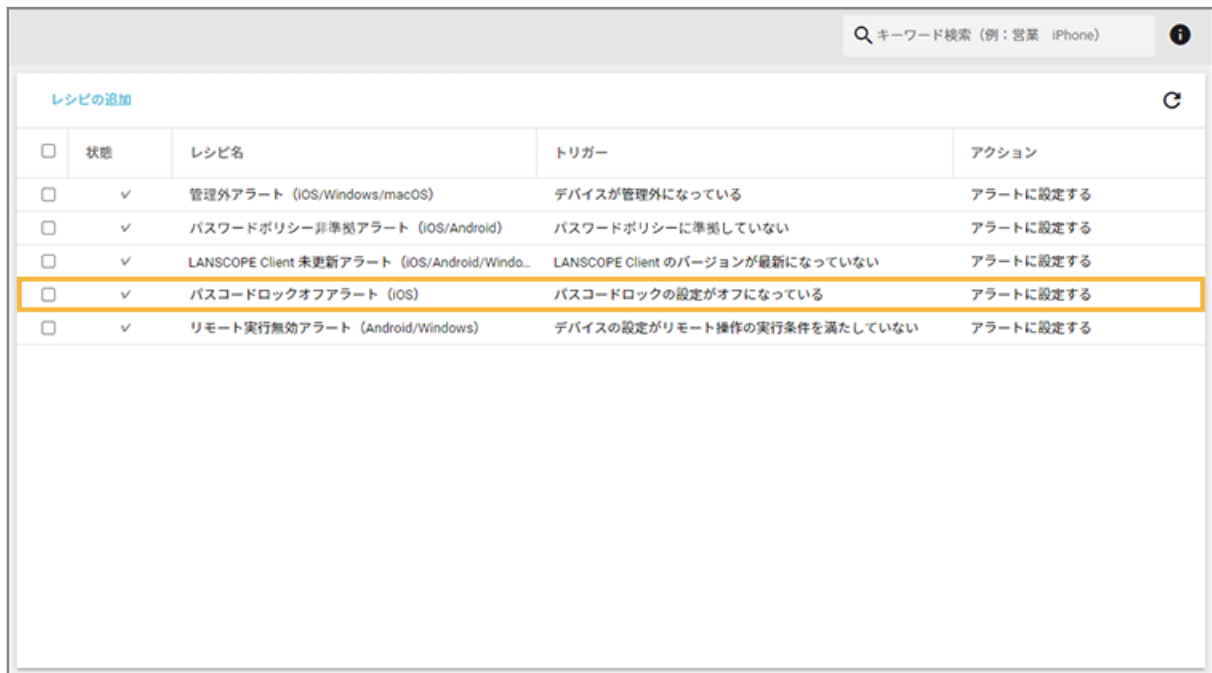 キーワード検索（例：営業　iPhone）
レシピの追加
状態　レシピ名　トリガー　アクション
管理外アラート（iOS/Windows/macOS）　デバイスが管理外になっている　アラートに設定する
パスワードポリシー非準拠アラート（iOS/Android）　パスワードポリシーに準拠していない　アラートに設定する
LANSCOPE Client 未更新アラート（iOS/Android/Windo...　LANSCOPE Client のバージョンが最新になっていない　アラートに設定する
パスコードロックオフアラート（iOS）　パスコードロックの設定がオフになっている　アラートに設定する
リモート実行無効アラート（Android/Windows）　デバイスの設定がリモート操作の実行条件を満たしていない　アラートに設定する